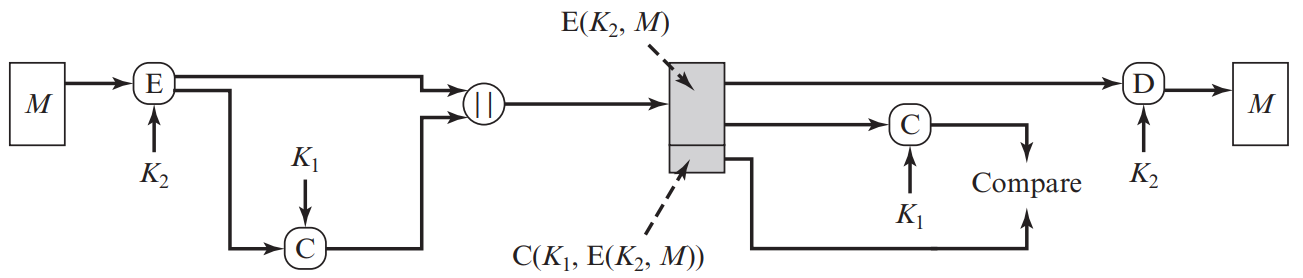 E(K₂, M)
M
E
||
D
M
C
K₂
K₁
K₂
Compare
K₁
C
C(K₁, E(K₂, M))